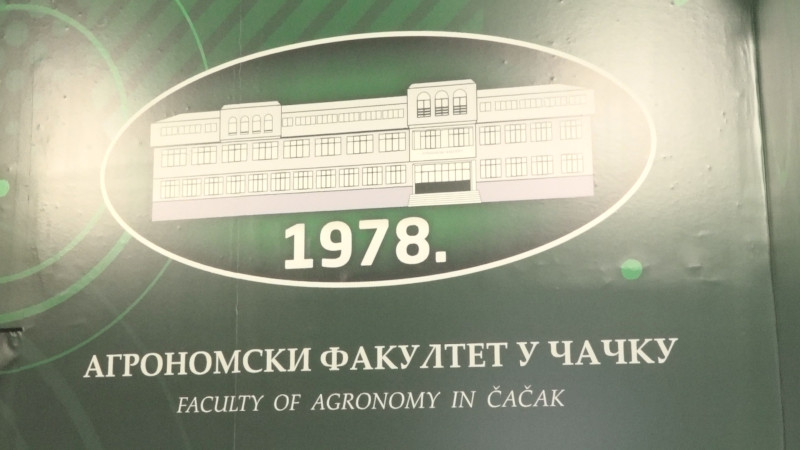 1978.
АГРОНОМСКИ ФАКУЛТЕТ У ЧАЧКУ
FACULTY OF AGRONOMY IN ČAČAK